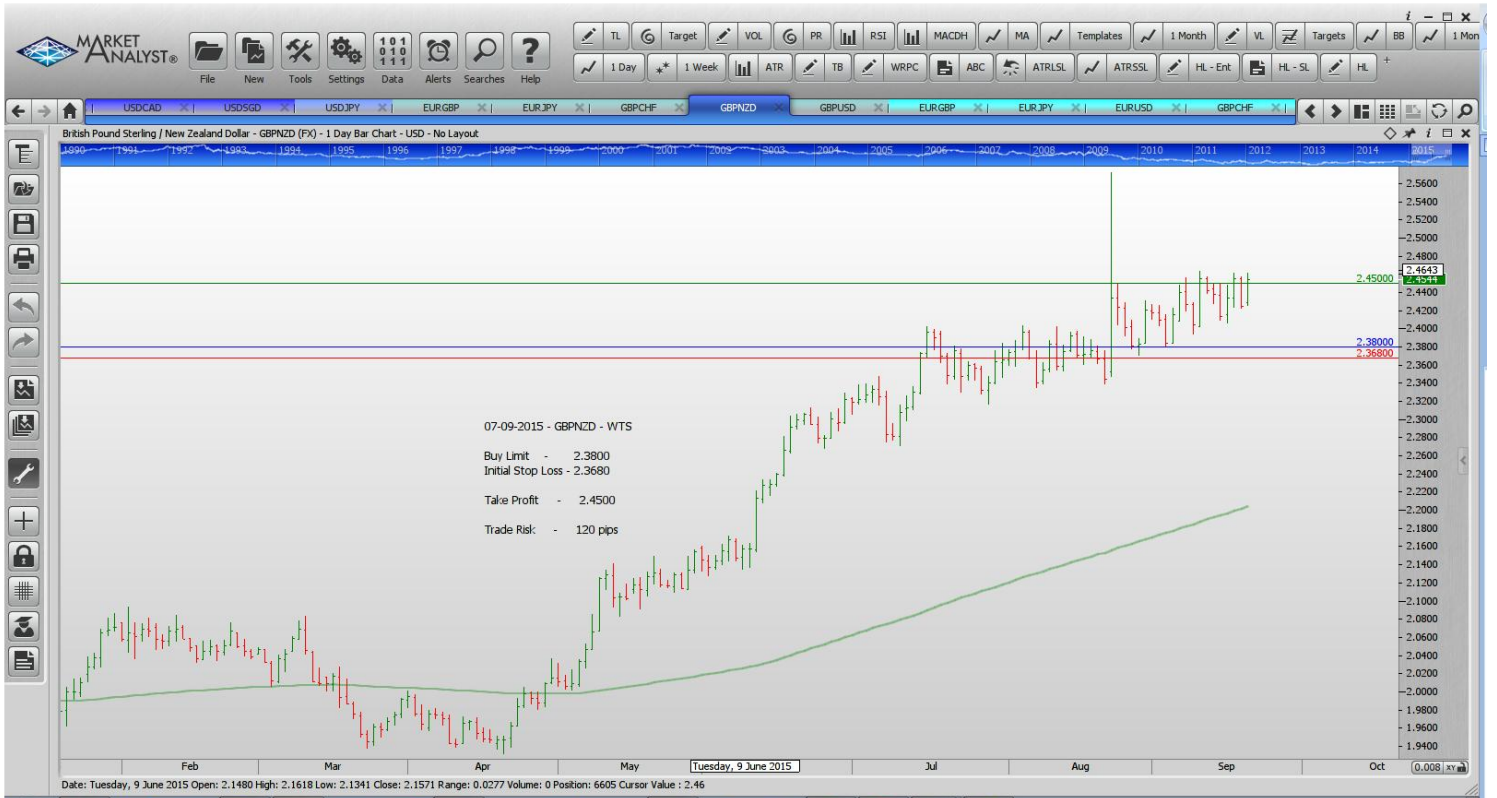 MARKET ANALYST®
File New Tools Settings Data Alerts Searches Help
TL Target VOL PR RSI MACDH MA Templates 1 Month VL Targets BB 1 Mon
1 Day 1 Week ATR TB WRPC ABC ATRLSL ATRSSL HL - Ent HL - SL HL
USDCAD USDSGD USDJPY EURGBP EURJPY GBPCHF GBPNZD GBPUSD EURGBP EURJPY EURUSD GBPCHF
British Pound Sterling / New Zealand Dollar - GBPNZD (FX) - 1 Day Bar Chart - USD - No Layout
1890 1991 1992 1993 1994 1995 1996 1997 1998 1999 2000 2001 2002 2003 2004 2005 2006 2007 2008 2009 2010 2011 2012 2013 2014 2015
2.5600
2.5400
2.5200
2.5000
2.4800
2.4643
2.45000 2.4544
2.4400
2.4200
2.4000
2.38000 2.3800
2.36800
2.3600
2.3400
2.3200
2.3000
07-09-2015 - GBPNZD - WTS
2.2800
Buy Limit - 2.3800
2.2600
Initial Stop Loss - 2.3680
2.2400
2.2200
Take Profit - 2.4500
2.2000
Trade Risk - 120 pips
2.1800
2.1600
2.1400
2.1200
2.1000
2.0800
2.0600
2.0400
2.0200
2.0000
1.9800
1.9600
1.9400
Feb Mar Apr May Tuesday, 9 June 2015 Jul Aug Sep Oct 0.008 XY
Date: Tuesday, 9 June 2015 Open: 2.1480 High: 2.1618 Low: 2.1341 Close: 2.1571 Range: 0.0277 Volume: 0 Position: 6605 Cursor Value : 2.46